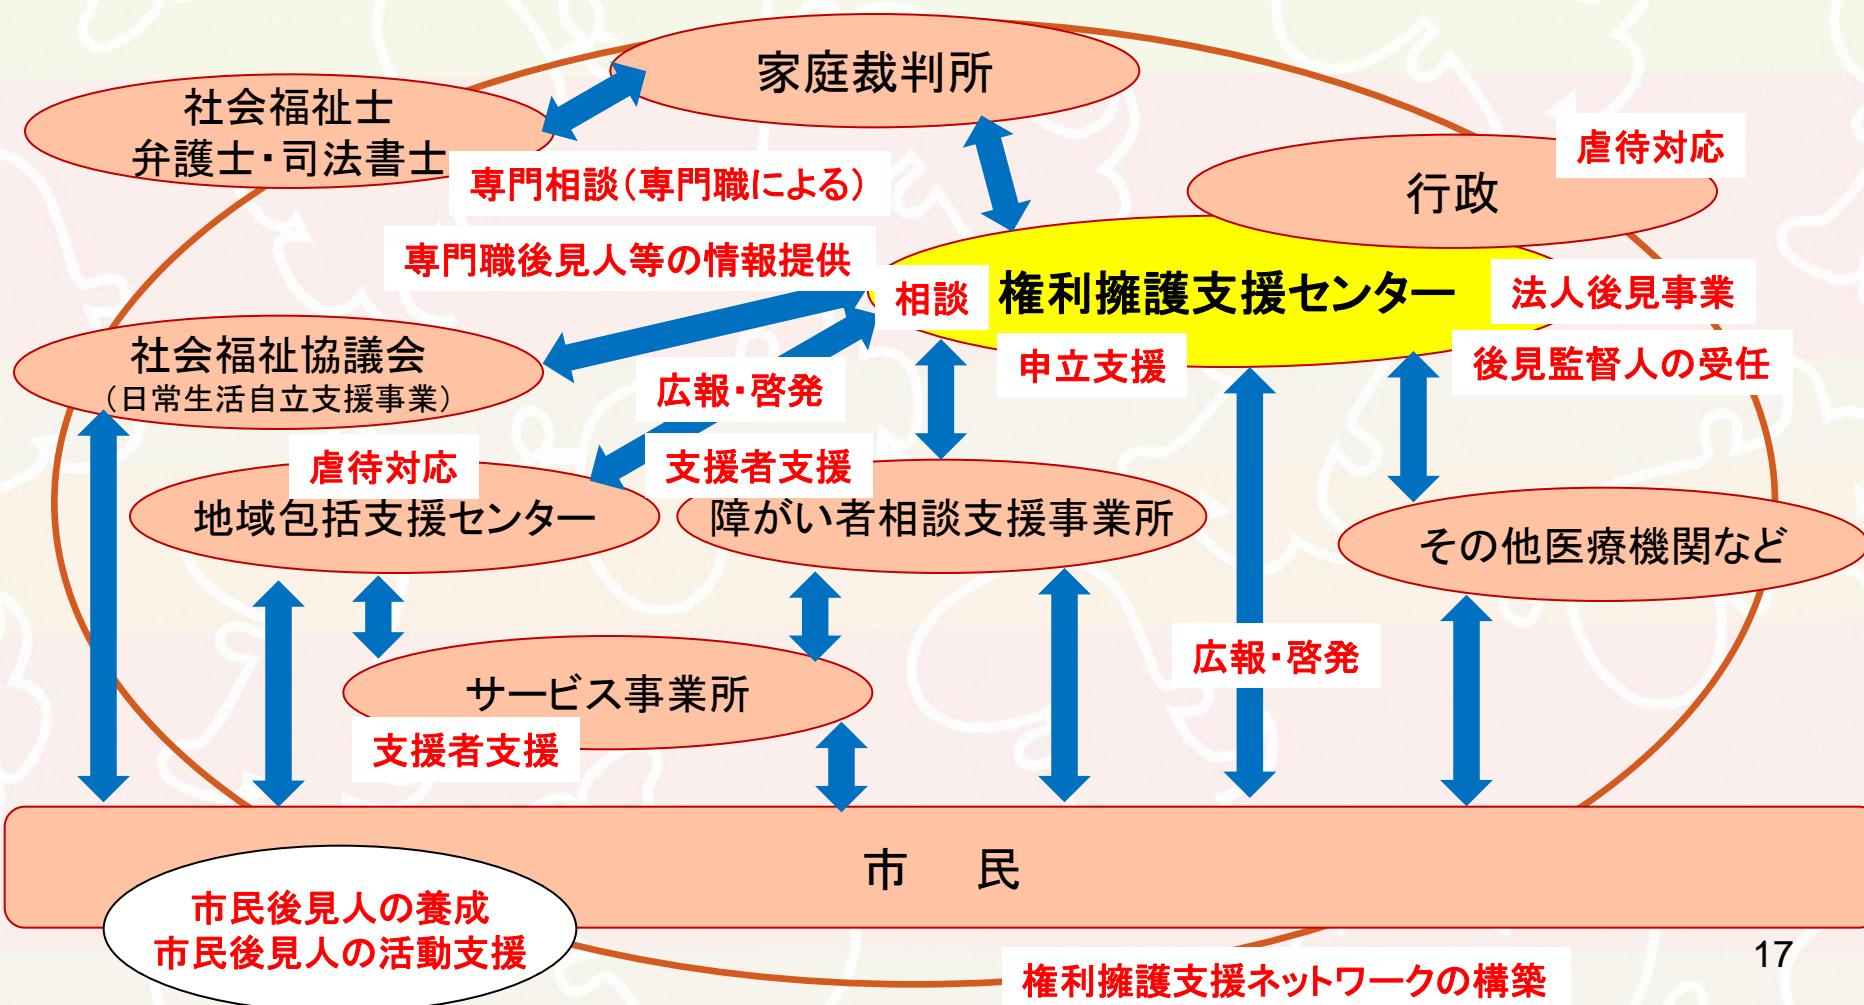 家庭裁判所
社会福祉士
弁護士・司法書士
虐待対応
行政
専門相談（専門職による）
専門職後見人等の情報提供
相談
権利擁護支援センター
法人後見事業
申立支援
後見監督人の受任
社会福祉協議会
（日常生活自立支援事業）
広報・啓発
虐待対応
支援者支援
地域包括支援センター
障がい者相談支援事業所
その他医療機関など
広報・啓発
サービス事業所
支援者支援
市　民
市民後見人の養成
市民後見人の活動支援
17
権利擁護支援ネットワークの構築